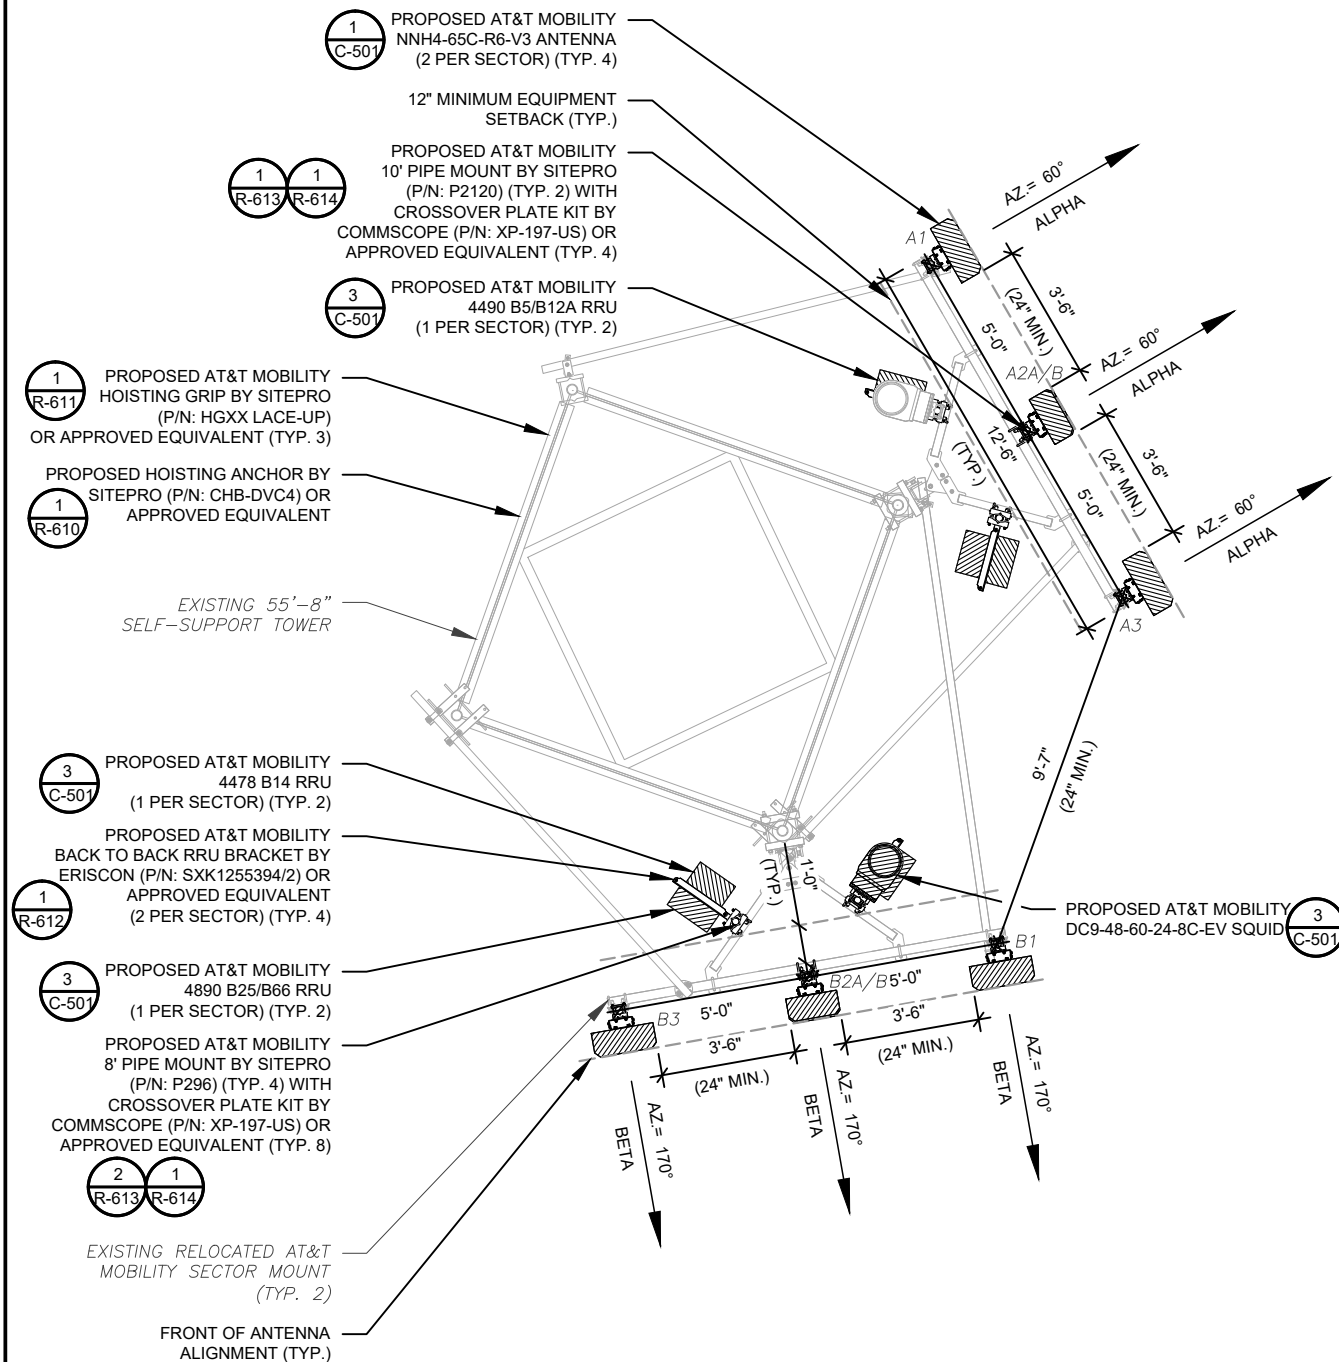 1
C-501
PROPOSED AT&T MOBILITY
NNH4-65C-R6-V3 ANTENNA
(2 PER SECTOR) (TYP. 4)
12" MINIMUM EQUIPMENT
SETBACK (TYP.)
1
R-613
1
R-614
PROPOSED AT&T MOBILITY
10' PIPE MOUNT BY SITEPRO
(P/N: P2120) (TYP. 2) WITH
CROSSOVER PLATE KIT BY
COMMSCOPE (P/N: XP-197-US) OR
APPROVED EQUIVALENT (TYP. 4)
3
C-501
PROPOSED AT&T MOBILITY
4490 B5/B12A RRU
(1 PER SECTOR) (TYP. 2)
1
R-611
PROPOSED AT&T MOBILITY
HOISTING GRIP BY SITEPRO
(P/N: HGXX LACE-UP)
OR APPROVED EQUIVALENT (TYP. 3)
1
R-610
PROPOSED HOISTING ANCHOR BY
SITEPRO (P/N: CHB-DVC4) OR
APPROVED EQUIVALENT
EXISTING 55'-8"
SELF-SUPPORT TOWER
3
C-501
PROPOSED AT&T MOBILITY
4478 B14 RRU
(1 PER SECTOR) (TYP. 2)
1
R-612
PROPOSED AT&T MOBILITY
BACK TO BACK RRU BRACKET BY
ERISCON (P/N: SXK1255394/2) OR
APPROVED EQUIVALENT
(2 PER SECTOR) (TYP. 4)
3
C-501
PROPOSED AT&T MOBILITY
4890 B25/B66 RRU
(1 PER SECTOR) (TYP. 2)
PROPOSED AT&T MOBILITY
8' PIPE MOUNT BY SITEPRO
(P/N: P296) (TYP. 4) WITH
CROSSOVER PLATE KIT BY
COMMSCOPE (P/N: XP-197-US) OR
APPROVED EQUIVALENT (TYP. 8)
2
R-613
1
R-614
EXISTING RELOCATED AT&T
MOBILITY SECTOR MOUNT
(TYP. 2)
FRONT OF ANTENNA
ALIGNMENT (TYP.)
A1
AZ.= 60°
ALPHA
3'-6"
(24" MIN.)
5'-0"
A2A/B
AZ.= 60°
ALPHA
12'-6"
(TYP.)
3'-6"
(24" MIN.)
5'-0"
AZ.= 60°
ALPHA
A3
9'-7"
(24" MIN.)
1'-0"
(TYP.)
PROPOSED AT&T MOBILITY
DC9-48-60-24-8C-EV SQUID
3
C-501
B1
B2A/B
5'-0"
B3
5'-0"
3'-6"
(24" MIN.)
3'-6"
(24" MIN.)
AZ.= 170°
BETA
AZ.= 170°
BETA
AZ.= 170°
BETA